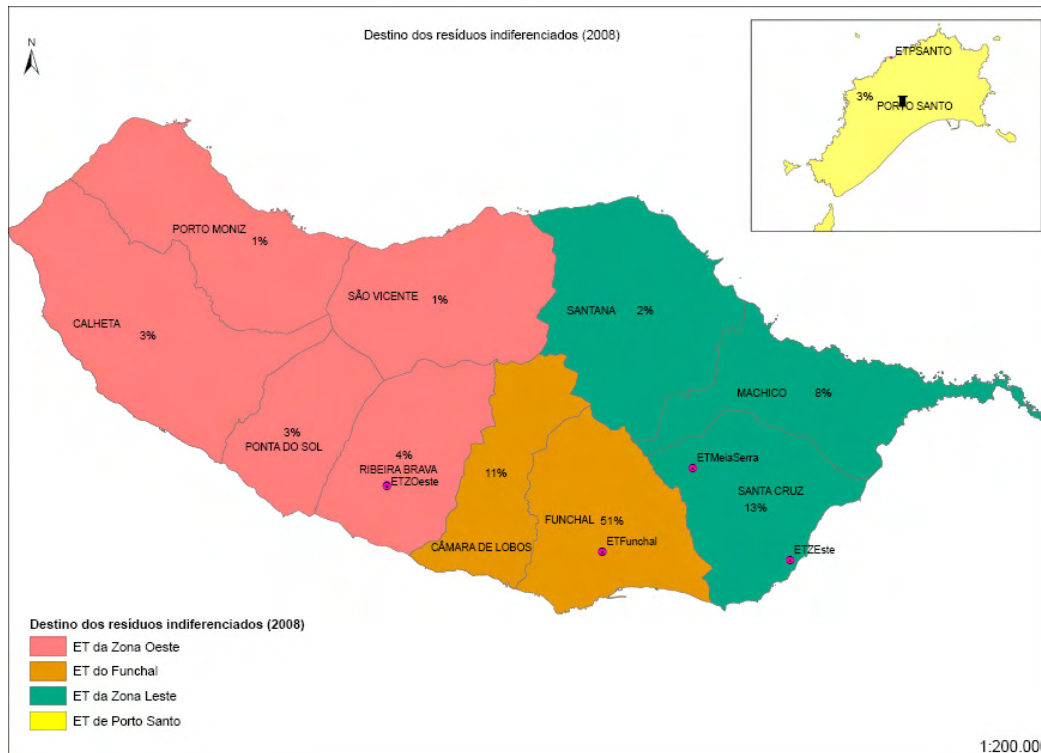 Destino dos resíduos indiferenciados (2008)
N
ETPSANTO
3%
PORTO SANTO
PORTO MONIZ
1%
SÃO VICENTE
1%
CALHETA
3%
SANTANA
2%
MACHICO
8%
3%
PONTA DO SOL
4%
RIBEIRA BRAVA
ETZOeste
11%
CÂMARA DE LOBOS
FUNCHAL 51%
ETFunchal
ETMeiaSerra
SANTA CRUZ
13%
ETZEste
Destino dos resíduos indiferenciados (2008)
ET da Zona Oeste
ET do Funchal
ET da Zona Leste
ET de Porto Santo
1:200.00